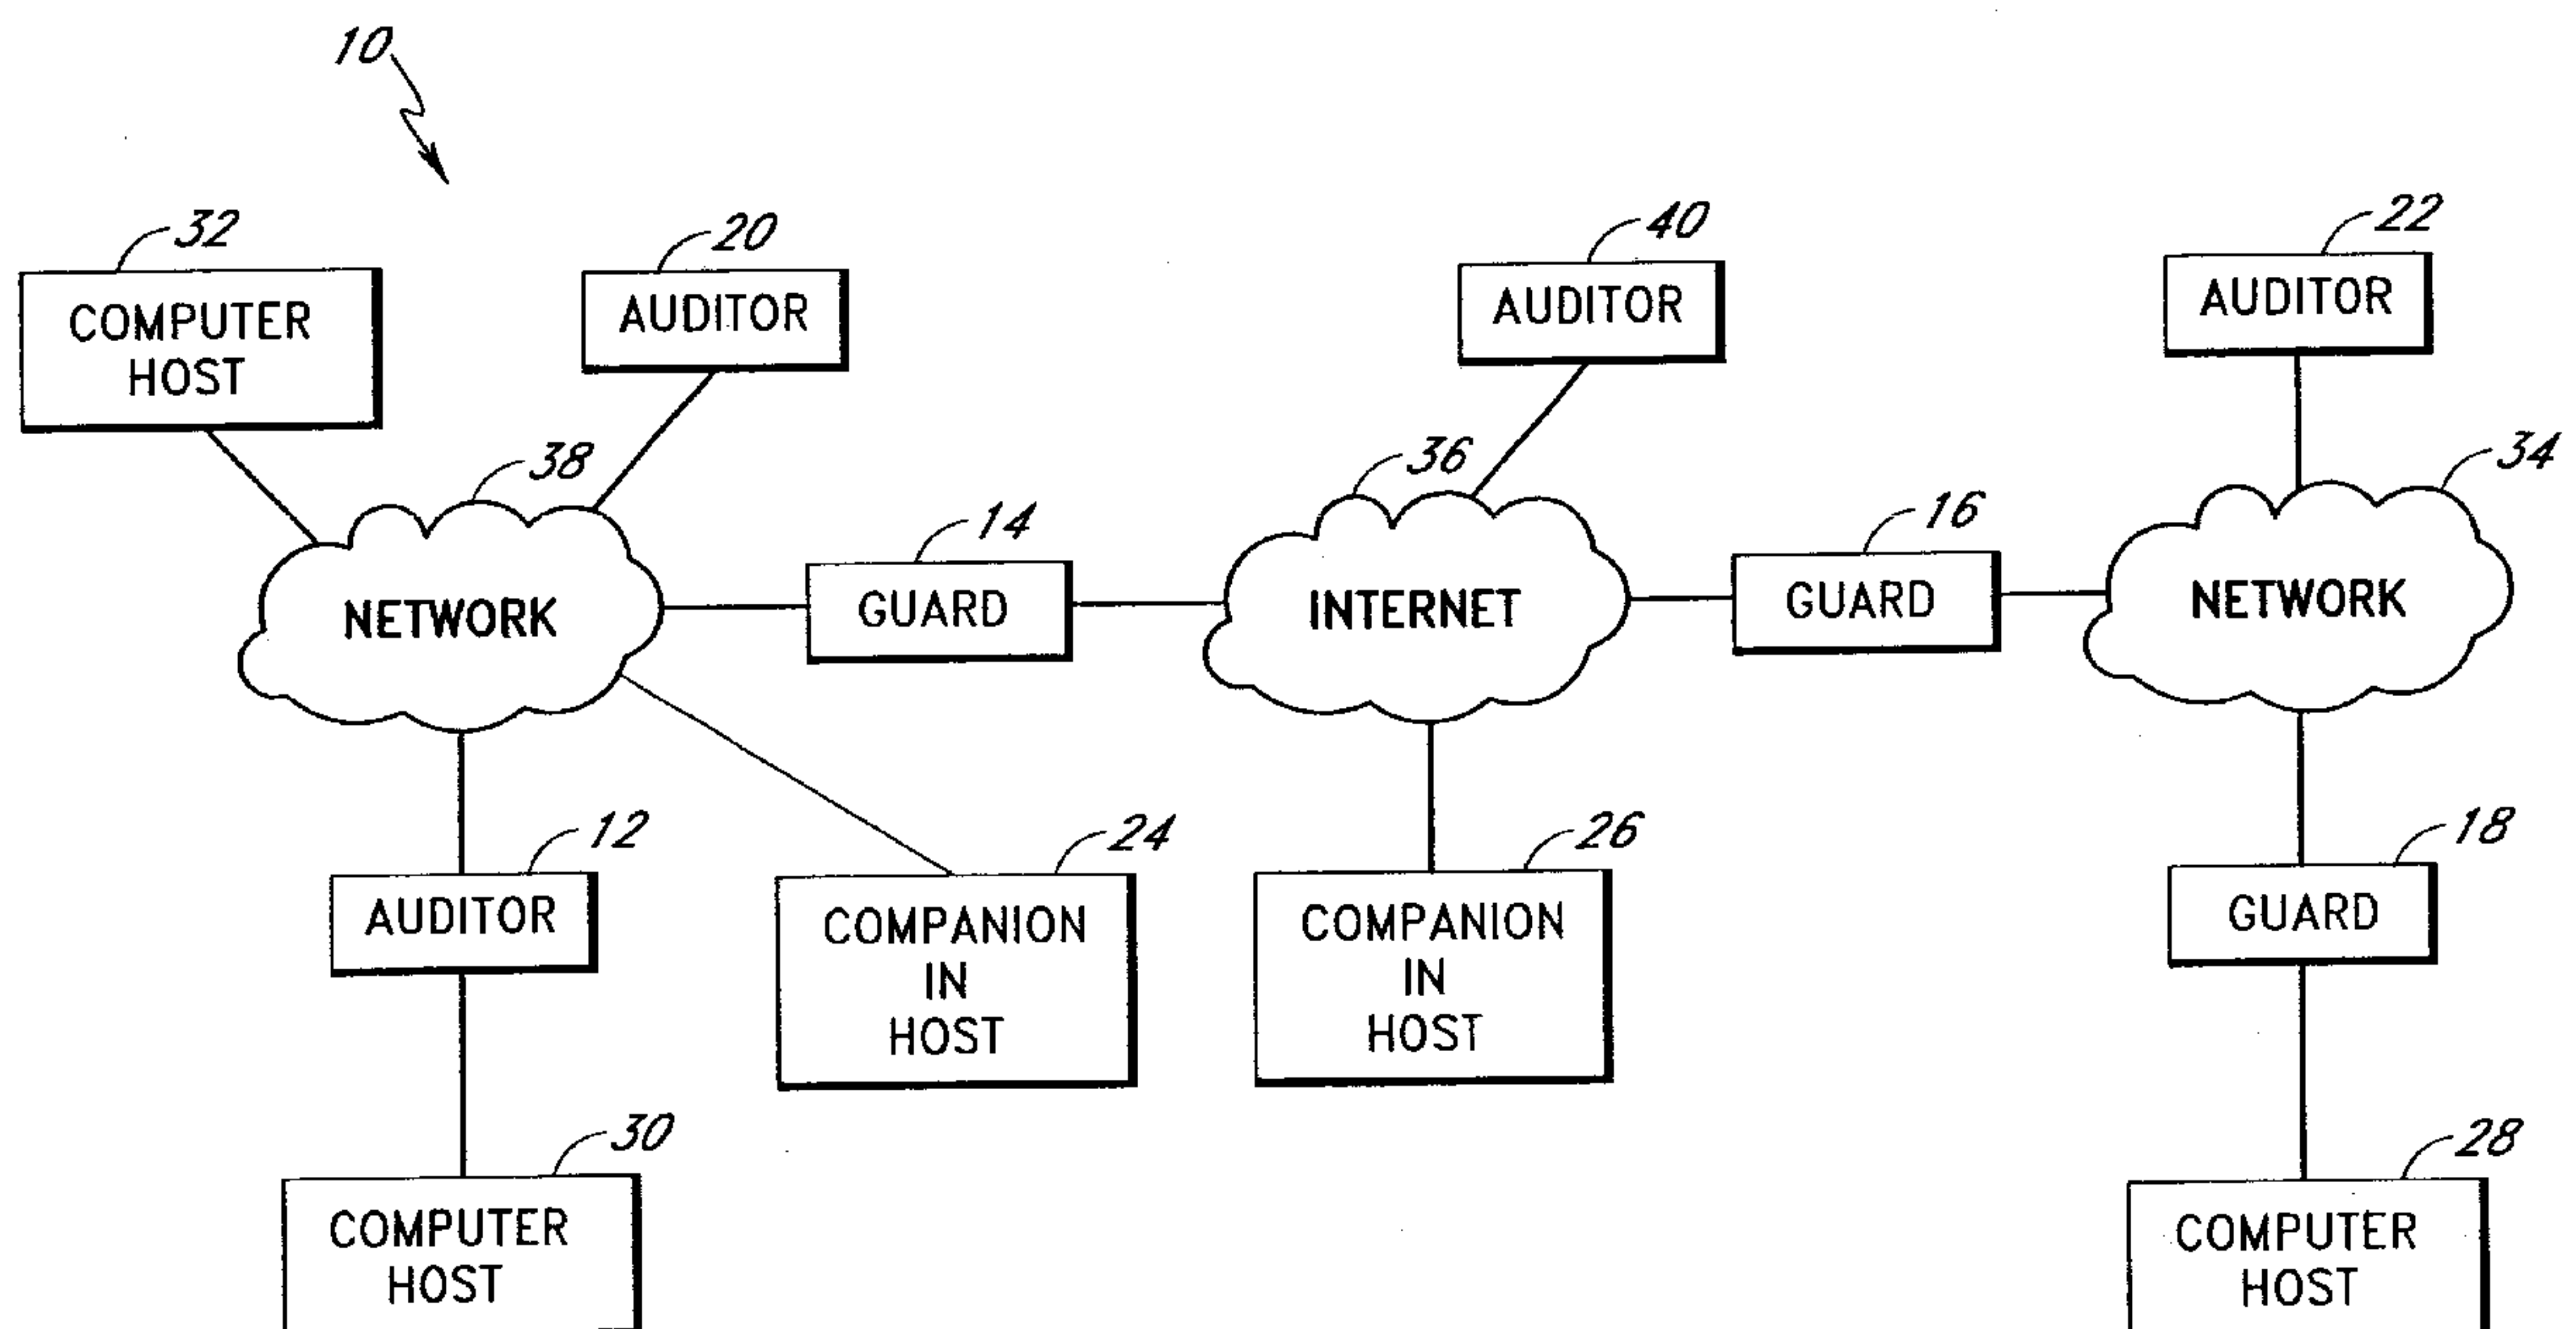 10
32
20
40
22
COMPUTER
HOST
AUDITOR
AUDITOR
AUDITOR
38
36
34
14
16
NETWORK
GUARD
INTERNET
GUARD
NETWORK
12
24
26
18
AUDITOR
COMPANION
IN
HOST
COMPANION
IN
HOST
GUARD
30
28
COMPUTER
HOST
COMPUTER
HOST